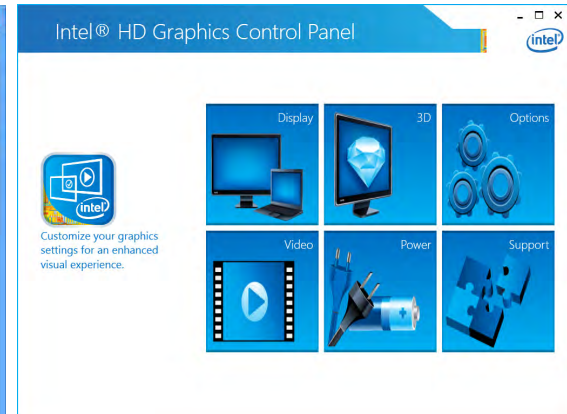 Intel® HD Graphics Control Panel
intel
Display
3D
Options
intel
Customize your graphics
settings for an enhanced
visual experience.
Video
Power
Support